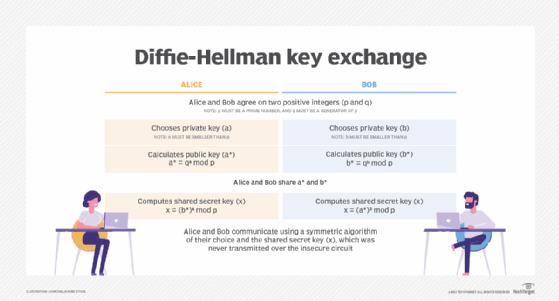 Diffie-Hellman key exchange
ALICE
BOB
Alice and Bob agree on two positive integers (p and q)
NOTE: p MUST BE A PRIME NUMBER, AND q MUST BE A GENERATOR OF p
Chooses private key (a)
NOTE: a MUST BE SMALLER THAN p
Chooses private key (b)
NOTE: b MUST BE SMALLER THAN p
Calculates public key (a*)
a* = qᵃ mod p
Calculates public key (b*)
b* = qᵇ mod p
Alice and Bob share a* and b*
Computes shared secret key (x)
x = (b*)ᵃ mod p
Computes shared secret key (x)
x = (a*)ᵇ mod p
Alice and Bob communicate using a symmetric algorithm
of their choice and the shared secret key (x), which was
never transmitted over the insecure circuit
TechTarget